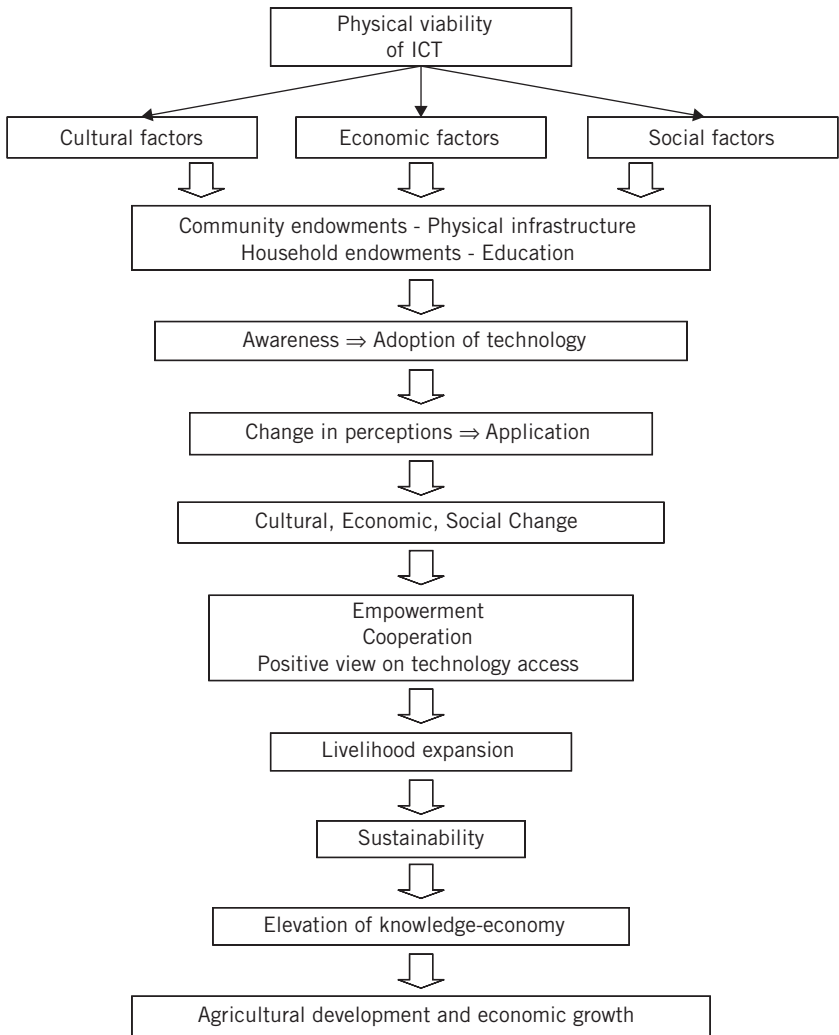 Physical viability
of ICT
Cultural factors
Economic factors
Social factors
Community endowments - Physical infrastructure
Household endowments - Education
Awareness ⇒ Adoption of technology
Change in perceptions ⇒ Application
Cultural, Economic, Social Change
Empowerment
Cooperation
Positive view on technology access
Livelihood expansion
Sustainability
Elevation of knowledge-economy
Agricultural development and economic growth